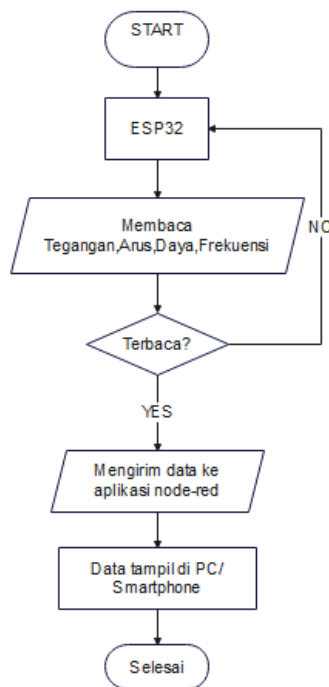 START
ESP32
Membaca
Tegangan,Arus,Daya,Frekuensi
NO
Terbaca?
YES
Mengirim data ke
aplikasi node-red
Data tampil di PC/
Smartphone
Selesai